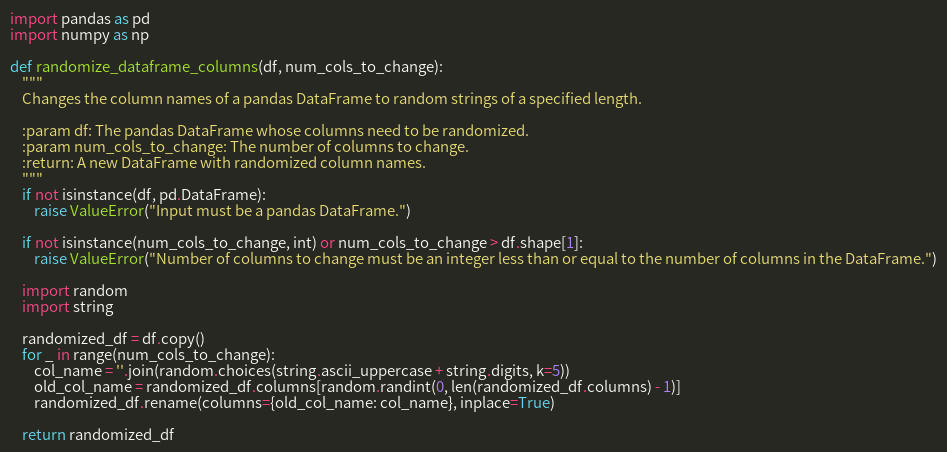 import pandas as pd
import numpy as np

def randomize_dataframe_columns(df, num_cols_to_change):
    """
    Changes the column names of a pandas DataFrame to random strings of a specified length.

    :param df: The pandas DataFrame whose columns need to be randomized.
    :param num_cols_to_change: The number of columns to change.
    :return: A new DataFrame with randomized column names.
    """
    if not isinstance(df, pd.DataFrame):
        raise ValueError("Input must be a pandas DataFrame.")

    if not isinstance(num_cols_to_change, int) or num_cols_to_change > df.shape[1]:
        raise ValueError("Number of columns to change must be an integer less than or equal to the number of columns in the DataFrame.")

    import random
    import string

    randomized_df = df.copy()
    for _ in range(num_cols_to_change):
        col_name = ''.join(random.choices(string.ascii_uppercase + string.digits, k=5))
        old_col_name = randomized_df.columns[random.randint(0, len(randomized_df.columns) - 1)]
        randomized_df.rename(columns={old_col_name: col_name}, inplace=True)

    return randomized_df